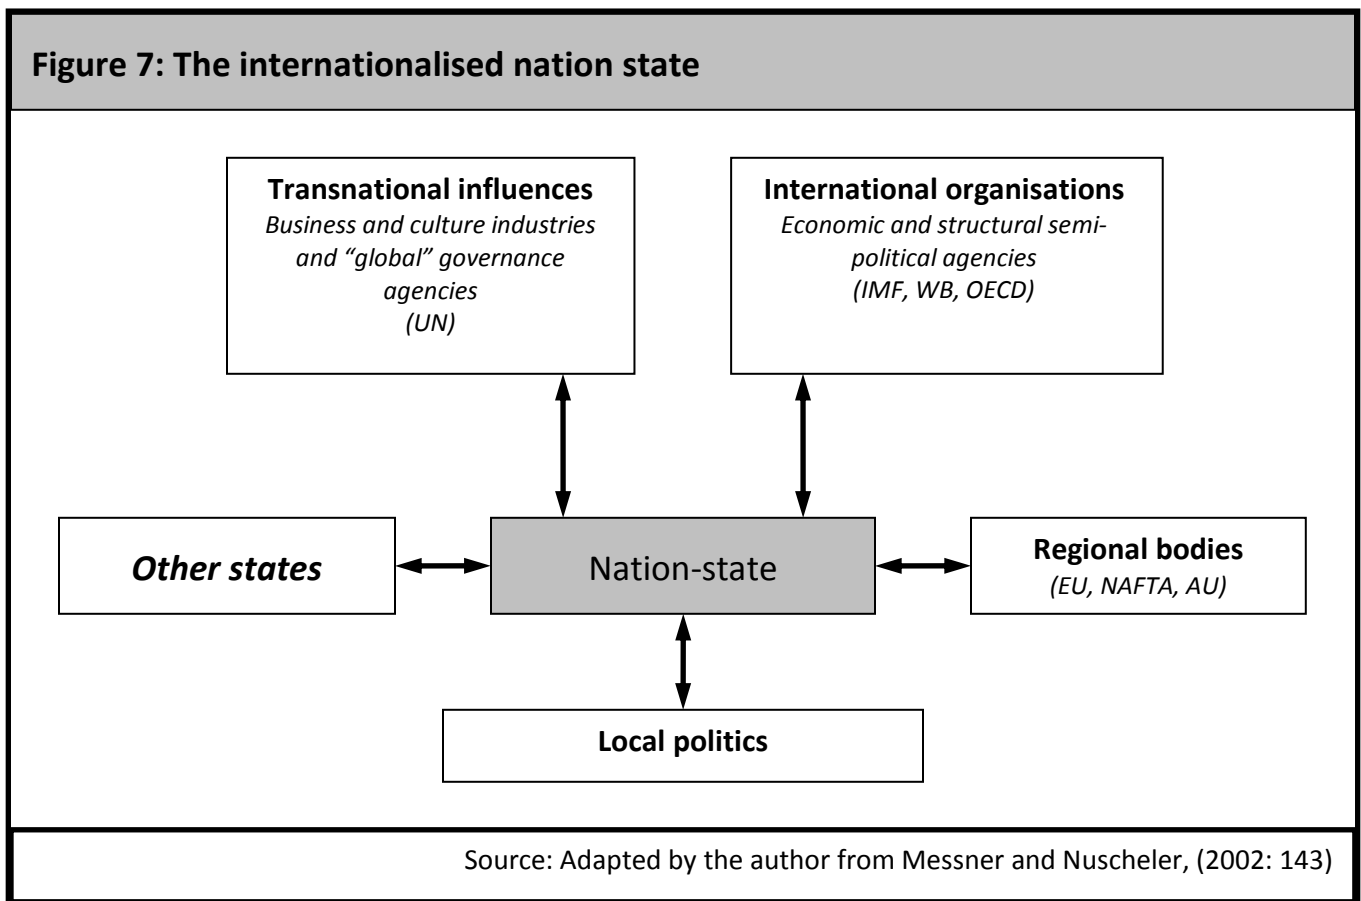 Figure 7: The internationalised nation state
Transnational influences
Business and culture industries
and “global” governance
agencies
(UN)
International organisations
Economic and structural semi-
political agencies
(IMF, WB, OECD)
Other states
Nation-state
Regional bodies
(EU, NAFTA, AU)
Local politics
Source: Adapted by the author from Messner and Nuscheler, (2002: 143)